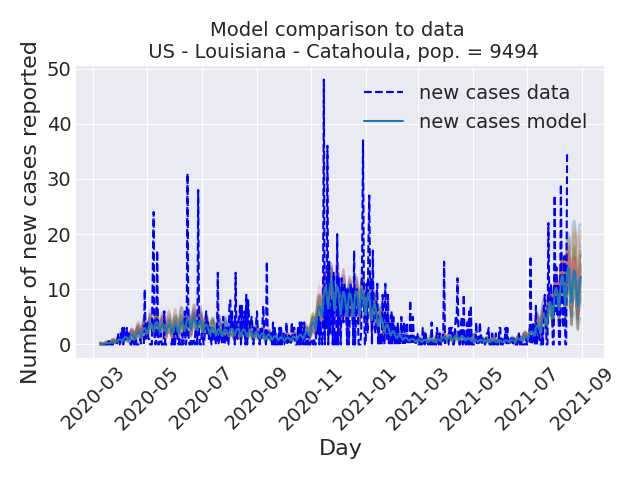 Model comparison to data
US - Louisiana - Catahoula, pop. = 9494
Number of new cases reported
50
40
30
20
10
0
new cases data
new cases model
2020-03
2020-05
2020-07
2020-09
2020-11
2021-01
2021-03
2021-05
2021-07
2021-09
Day